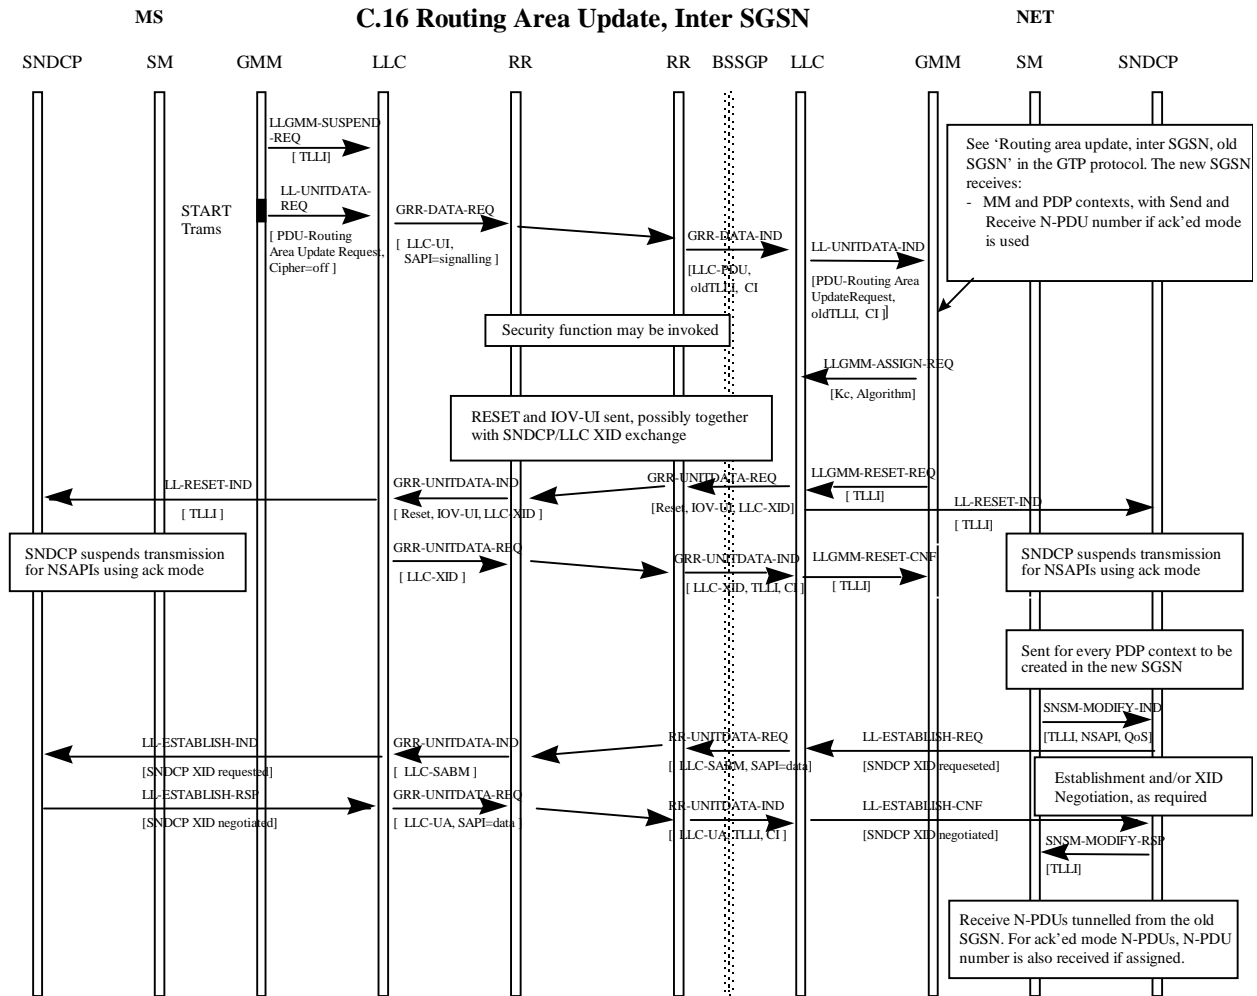 MS
C.16 Routing Area Update, Inter SGSN
NET
SNDCP
SM
GMM
LLC
RR
RR
BSSGP
LLC
GMM
SM
SNDCP
LLGMM-SUSPEND
-REQ
[ TLLI]
LL-UNITDATA-
REQ
START
Trams
[ PDU-Routing
Area Update Request,
Cipher=off ]
GRR-DATA-REQ
[ LLC-UI,
SAPI=signalling ]
GRR-DATA-IND
[LLC-PDU,
oldTLLI, CI
LL-UNITDATA-IND
[PDU-Routing Area
UpdateRequest,
oldTLLI, CI ]]
See ‘Routing area update, inter SGSN, old
SGSN’ in the GTP protocol. The new SGSN
receives:
- MM and PDP contexts, with Send and
Receive N-PDU number if ack’ed mode
is used
Security function may be invoked
LLGMM-ASSIGN-REQ
[Kc, Algorithm]
RESET and IOV-UI sent, possibly together
with SNDCP/LLC XID exchange
LL-RESET-IND
[ TLLI ]
GRR-UNITDATA-IND
[ Reset, IOV-UI, LLC-XID ]
GRR-UNITDATA-REQ
[Reset, IOV-UI, LLC-XID]
LLGMM-RESET-REQ
[ TLLI]
LL-RESET-IND
[TLLI]
SNDCP suspends transmission
for NSAPIs using ack mode
GRR-UNITDATA-REQ
[ LLC-XID]
GRR-UNITDATA-IND
[ LLC-XID, TLLI, CI ]
LLGMM-RESET-CNF
[TLLI]
SNDCP suspends transmission
for NSAPIs using ack mode
Sent for every PDP context to be
created in the new SGSN
SNSM-MODIFY-IND
[TLLI, NSAPI, QoS]
LL-ESTABLISH-IND
[SNDCP XID requested]
GRR-UNITDATA-IND
[ LLC-SABM]
RR-UNITDATA-REQ
[ LLC-SABM, SAPI=data]
LL-ESTABLISH-REQ
[SNDCP XID requeseted]
Establishment and/or XID
Negotiation, as required
LL-ESTABLISH-RSP
[SNDCP XID negotiated]
GRR-UNITDATA-REQ
[ LLC-UA, SAPI=data ]
RR-UNITDATA-IND
[ LLC-UA, TLLI, CI ]
LL-ESTABLISH-CNF
[SNDCP XID negotiated]
SNSM-MODIFY-RSP
[TLLI]
Receive N-PDUs tunnelled from the old
SGSN. For ack’ed mode N-PDUs, N-PDU
number is also received if assigned.